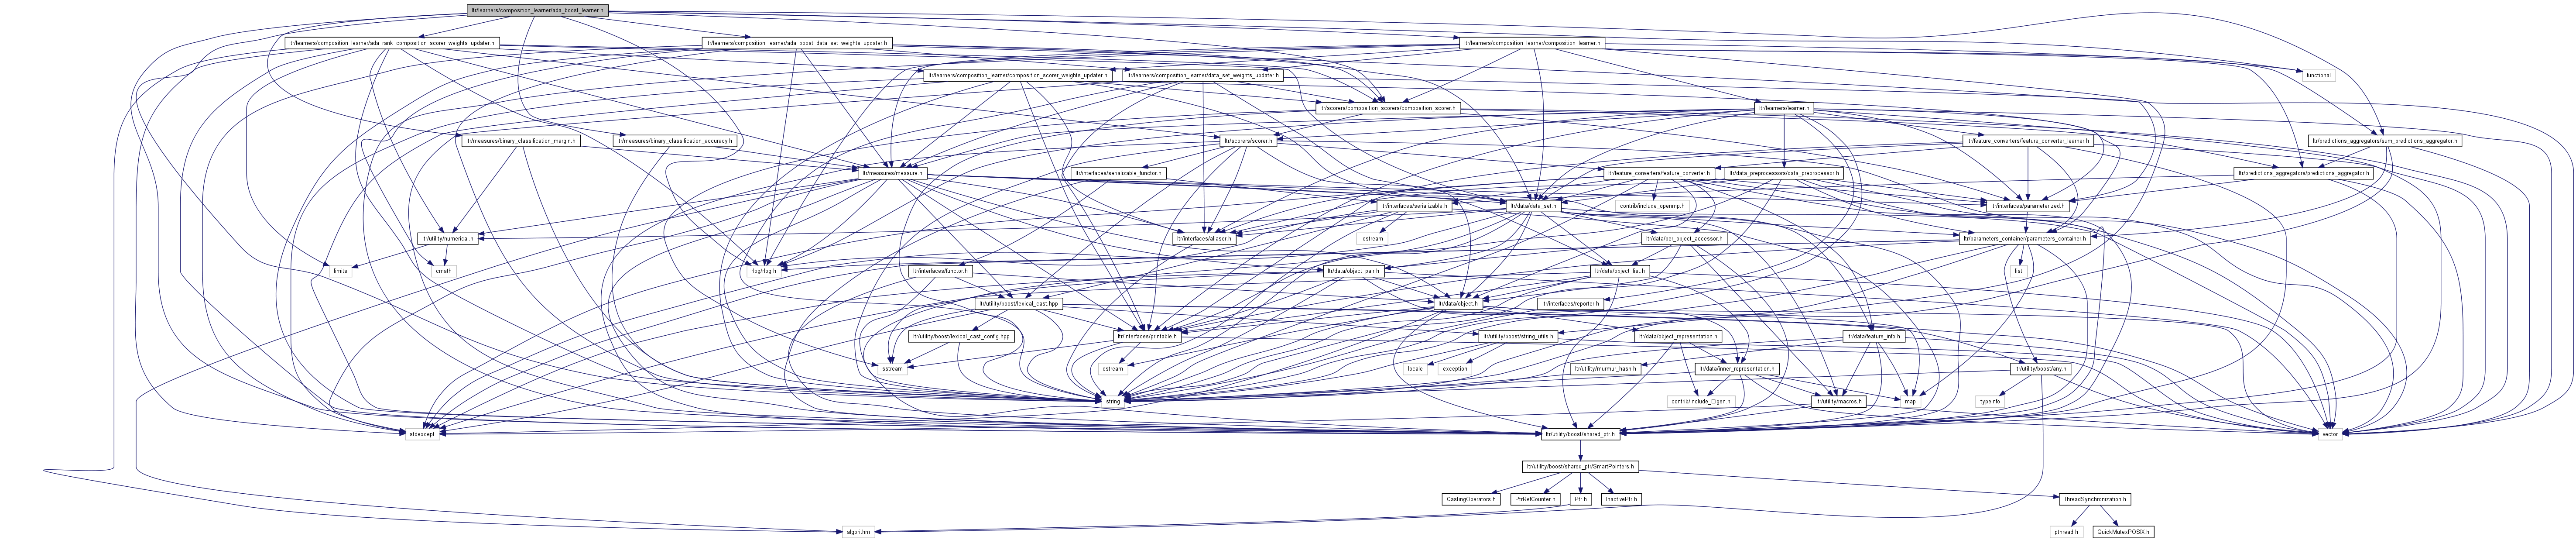 ltr/learners/composition_learner/ada_boost_learner.h
ltr/learners/composition_learner/ada_rank_composition_scorer_weights_updater.h
ltr/learners/composition_learner/ada_boost_data_set_weights_updater.h
ltr/learners/composition_learner/composition_learner.h
ltr/learners/composition_learner/composition_scorer_weights_updater.h
ltr/learners/composition_learner/data_set_weights_updater.h
functional
ltr/scorers/composition_scorers/composition_scorer.h
ltr/learners/learner.h
ltr/measures/binary_classification_margin.h
ltr/measures/binary_classification_accuracy.h
ltr/scorers/scorer.h
ltr/feature_converters/feature_converter_learner.h
ltr/predictions_aggregators/sum_predictions_aggregator.h
ltr/measures/measure.h
ltr/interfaces/serializable_functor.h
ltr/feature_converters/feature_converter.h
ltr/data_preprocessors/data_preprocessor.h
ltr/predictions_aggregators/predictions_aggregator.h
ltr/interfaces/serializable.h
ltr/data/data_set.h
contrib/include_openmp.h
ltr/interfaces/parameterized.h
ltr/utility/numerical.h
ltr/interfaces/aliaser.h
iostream
ltr/data/per_object_accessor.h
ltr/parameters_container/parameters_container.h
limits
cmath
rlog/rlog.h
ltr/interfaces/functor.h
ltr/data/object_pair.h
ltr/data/object_list.h
list
ltr/utility/boost/lexical_cast.hpp
ltr/data/object.h
ltr/interfaces/reporter.h
ltr/utility/boost/lexical_cast_config.hpp
ltr/interfaces/printable.h
ltr/utility/boost/string_utils.h
ltr/data/object_representation.h
ltr/data/feature_info.h
sstream
ostream
locale
exception
ltr/utility/murmur_hash.h
ltr/data/inner_representation.h
ltr/utility/boost/any.h
string
contrib/include_Eigen.h
ltr/utility/macros.h
map
typeinfo
stdexcept
ltr/utility/boost/shared_ptr.h
vector
ltr/utility/boost/shared_ptr/SmartPointers.h
CastingOperators.h
PtrRefCounter.h
Ptr.h
InactivePtr.h
ThreadSynchronization.h
algorithm
pthread.h
QuickMutexPOSIX.h